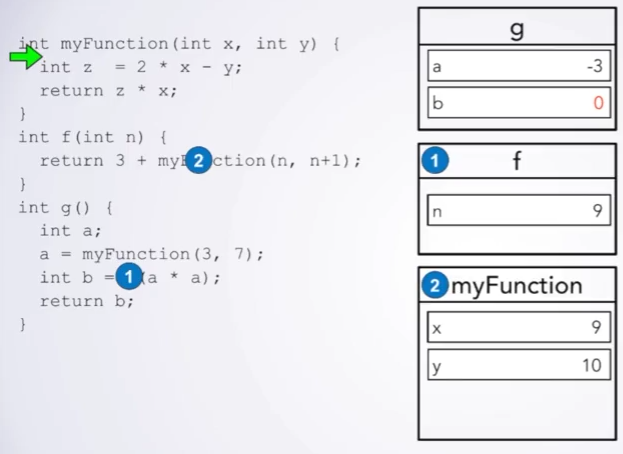 int myFunction(int x, int y) {
int z = 2 * x - y;
return z * x;
}
int f(int n) {
return 3 + my 2 ction(n, n+1);
}
int g() {
int a;
a = myFunction(3, 7);
int b = 1 (a * a);
return b;
}
g
a -3
b 0
1 f
n 9
2 myFunction
x 9
y 10